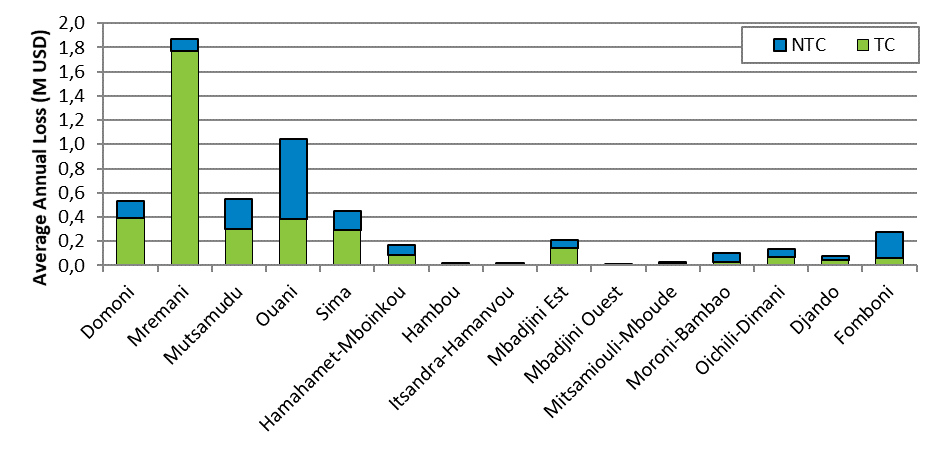 Average Annual Loss (M USD)
2,0
1,8
1,6
1,4
1,2
1,0
0,8
0,6
0,4
0,2
0,0
NTC TC
Domoni
Mremani
Mutsamudu
Ouani
Sima
Hamahamet-Mboinkou
Hambou
Itsandra-Hamanvou
Mbadjini Est
Mbadjini Ouest
Mitsamiouli-Mboude
Moroni-Bambao
Oichili-Dimani
Djando
Fomboni